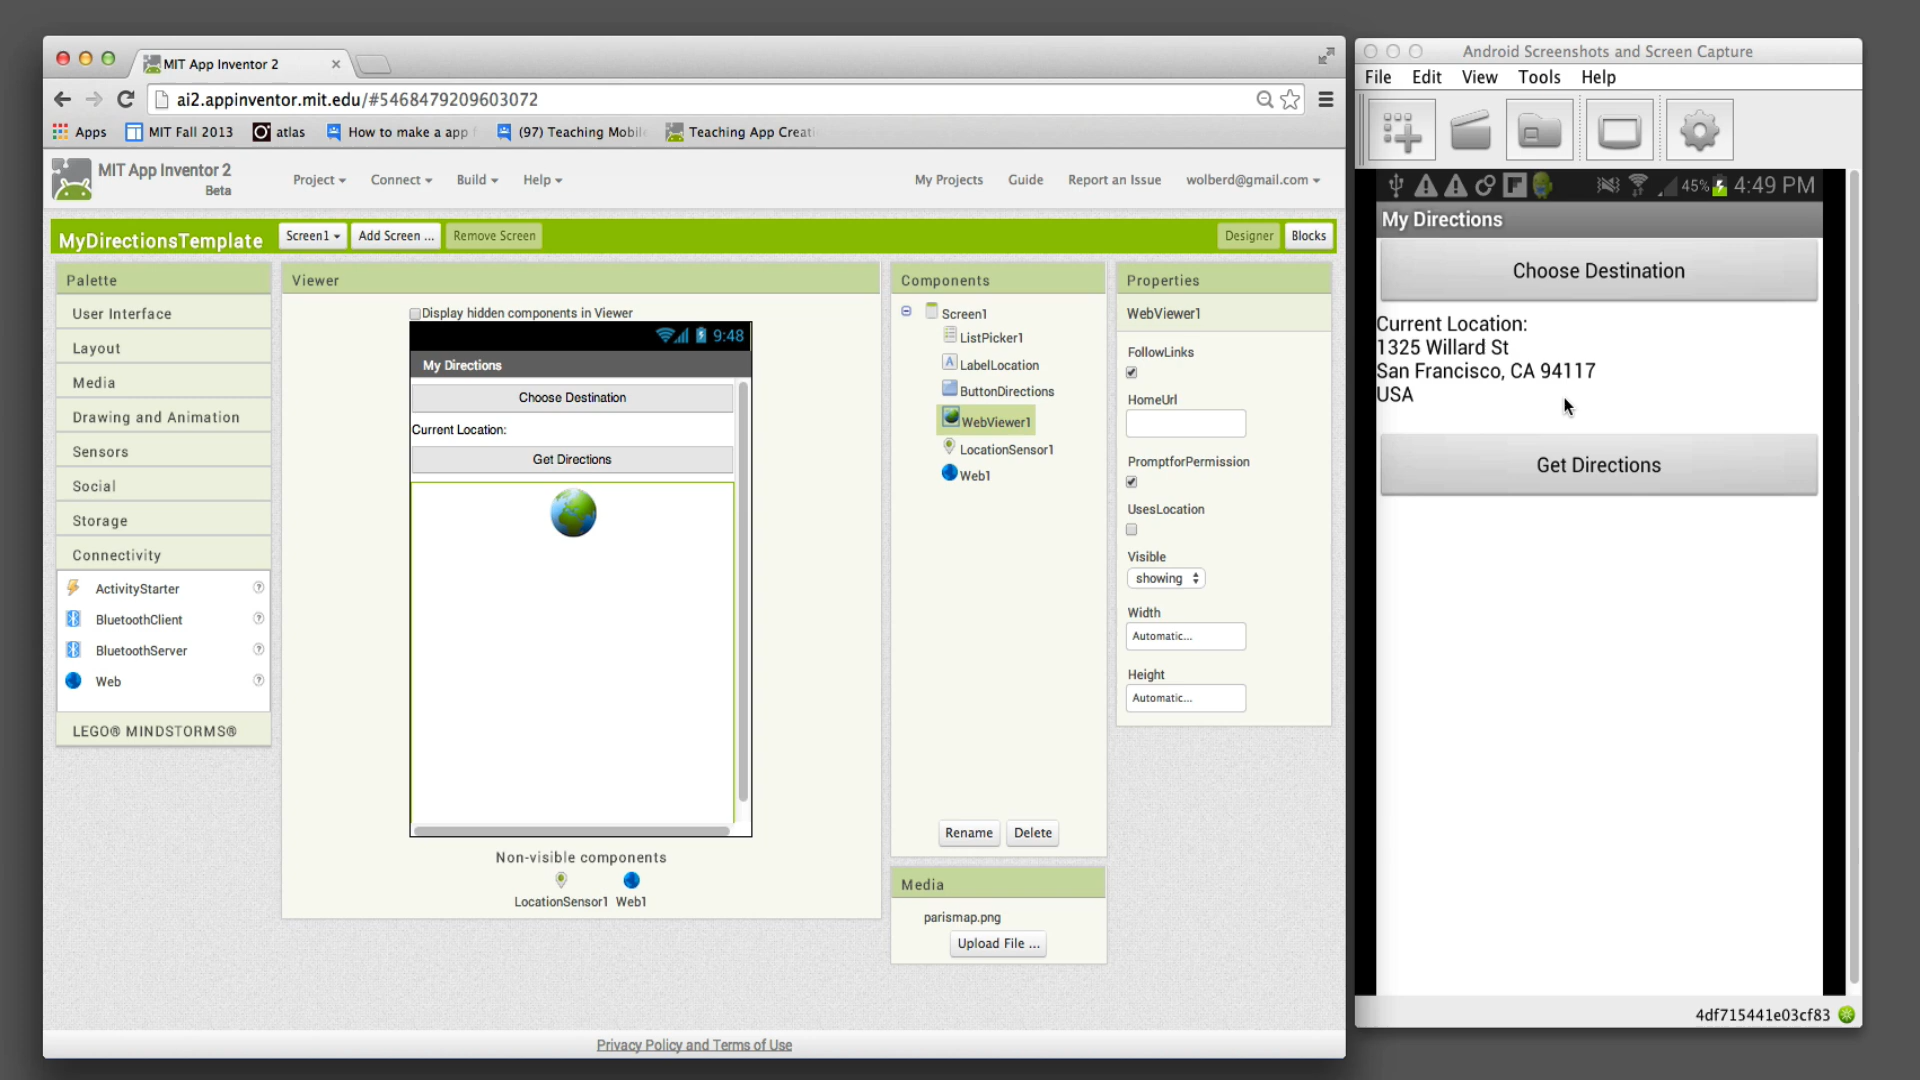 MIT App Inventor 2
ai2.appinventor.mit.edu/#5468479209603072
Apps MIT Fall 2013 atlas How to make a app (97) Teaching Mobil Teaching App Creati
MIT App Inventor 2
Beta
Project Connect Build Help My Projects Guide Report an Issue wolberd@gmail.com
MyDirectionsTemplate Screen1 Add Screen ... Remove Screen Designer Blocks
Palette
User Interface
Layout
Media
Drawing and Animation
Sensors
Social
Storage
Connectivity
ActivityStarter ?
BluetoothClient ?
BluetoothServer ?
Web ?
LEGO® MINDSTORMS®
Viewer
Display hidden components in Viewer
9:48
My Directions
Choose Destination
Current Location:
Get Directions
Non-visible components
LocationSensor1 Web1
Components
Screen1
ListPicker1
A LabelLocation
ButtonDirections
WebViewer1
LocationSensor1
Web1
Rename Delete
Media
parismap.png
Upload File ...
Properties
WebViewer1
FollowLinks
HomeUrl
PromptforPermission
UsesLocation
Visible
showing
Width
Automatic...
Height
Automatic...
Privacy Policy and Terms of Use
Android Screenshots and Screen Capture
File Edit View Tools Help
45% 4:49 PM
My Directions
Choose Destination
Current Location:
1325 Willard St
San Francisco, CA 94117
USA
Get Directions
4df715441e03cf83